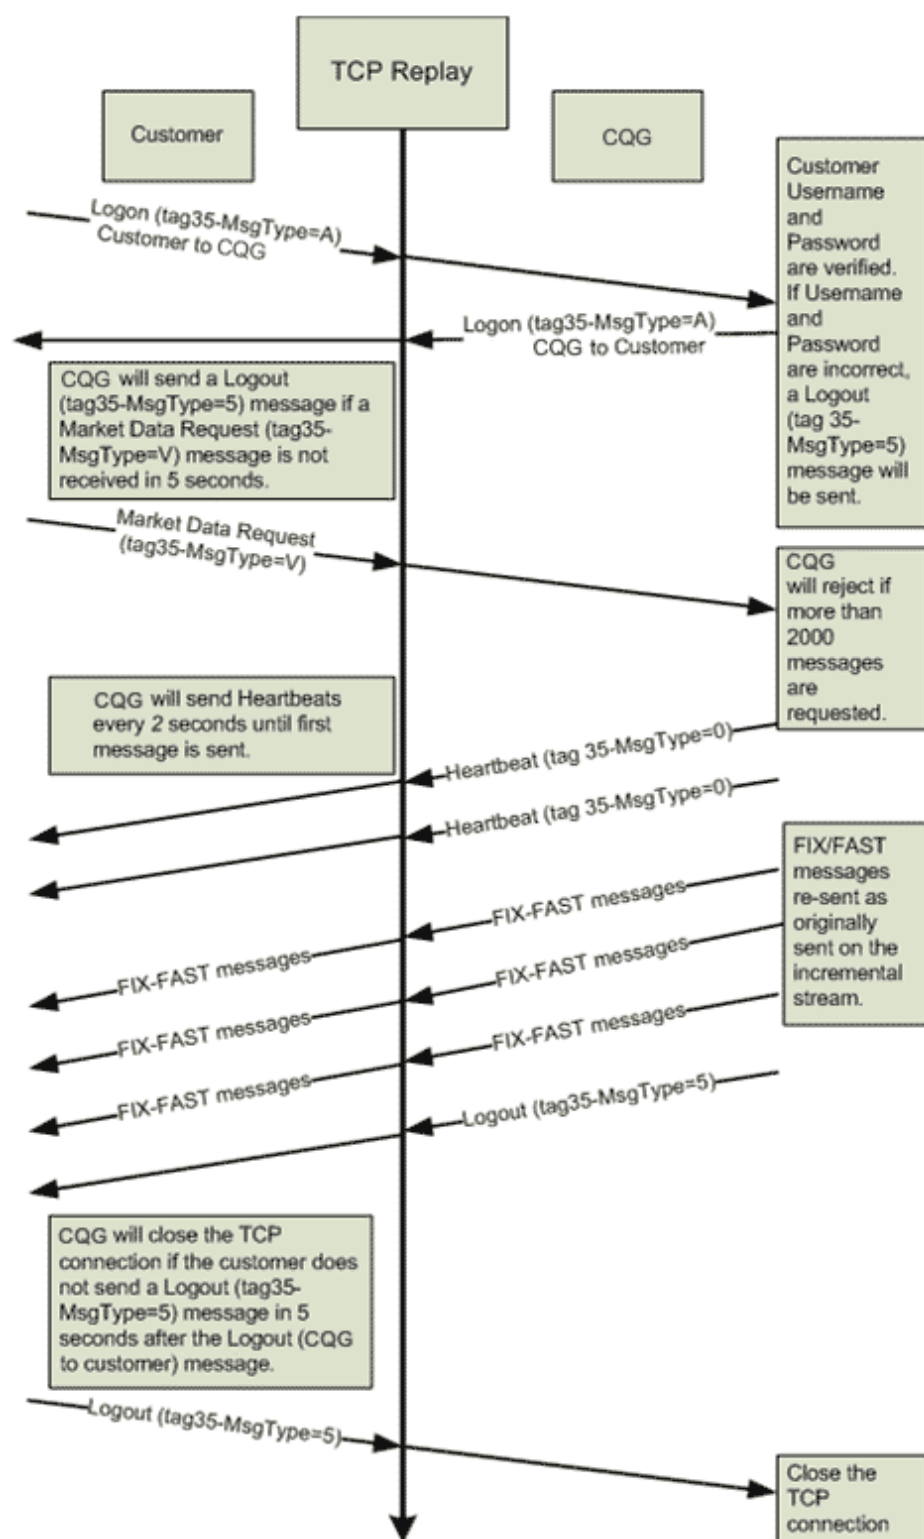 TCP Replay
Customer
CQG
Customer
Username
and
Password
are verified.
If Username
and
Password
are incorrect,
a Logout
(tag 35-
MsgType=5)
message will
be sent.
Logon (tag35-MsgType=A)
Customer to CQG
Logon (tag35-MsgType=A)
CQG to Customer
CQG will send a Logout
(tag35-MsgType=5) message if a
Market Data Request (tag35-
MsgType=V) message is not
received in 5 seconds.
Market Data Request
(tag35-MsgType=V)
CQG
will reject if
more than
2000
messages
are
requested.
CQG will send Heartbeats
every 2 seconds until first
message is sent.
Heartbeat (tag 35-MsgType=0)
Heartbeat (tag 35-MsgType=0)
FIX/FAST
messages
re-sent as
originally
sent on the
incremental
stream.
FIX-FAST messages
FIX-FAST messages
FIX-FAST messages
FIX-FAST messages
FIX-FAST messages
FIX-FAST messages
Logout (tag35-MsgType=5)
CQG will close the TCP
connection if the customer does
not send a Logout (tag35-
MsgType=5) message in 5
seconds after the Logout (CQG
to customer) message.
Logout (tag35-MsgType=5)
Close the
TCP
connection